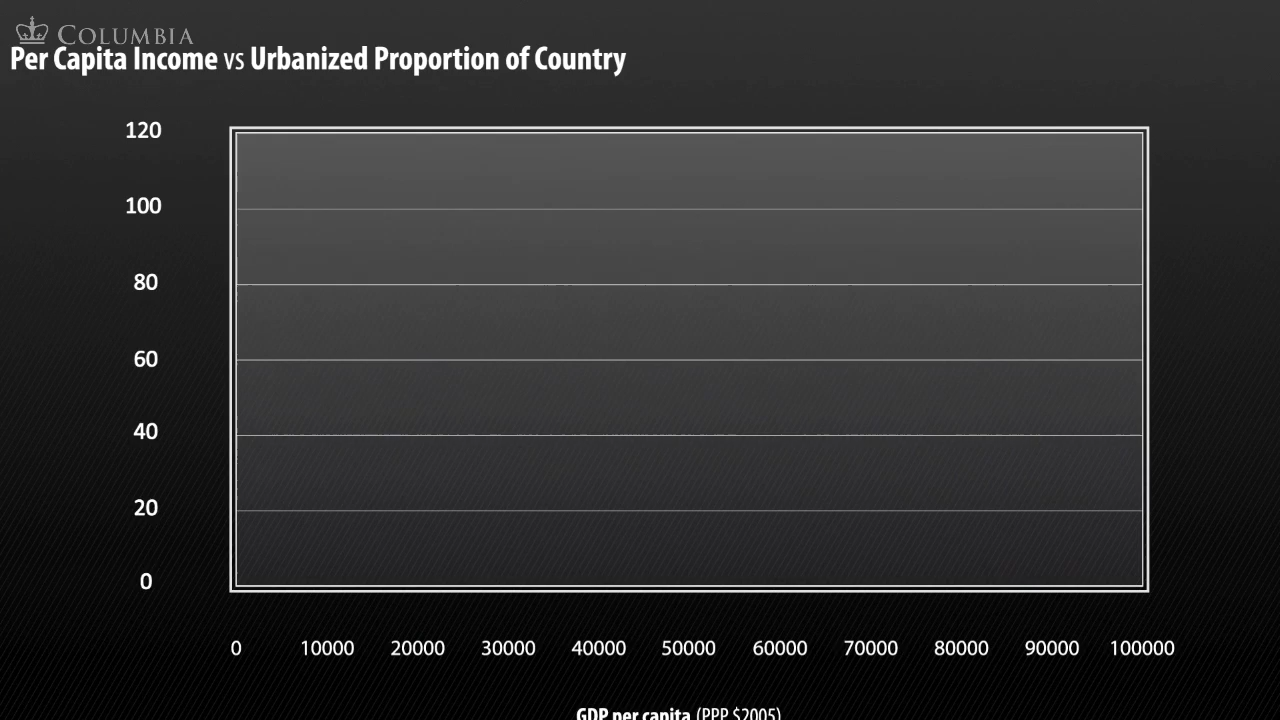 COLUMBIA
Per Capita Income vs Urbanized Proportion of Country
120
100
80
60
40
20
0
0 10000 20000 30000 40000 50000 60000 70000 80000 90000 100000
GDP per capita (PPP $2005)